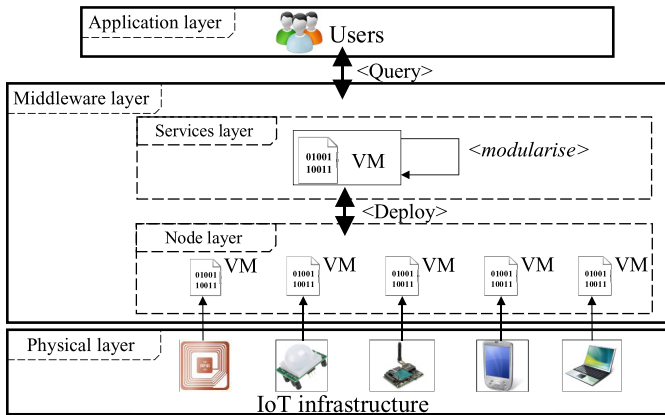 Application layer
Users
<Query>
Middleware layer
Services layer
01001
10011
VM
<modularise>
<Deploy>
Node layer
01001
10011
VM
01001
10011
VM
01001
10011
VM
01001
10011
VM
01001
10011
VM
Physical layer
IoT infrastructure